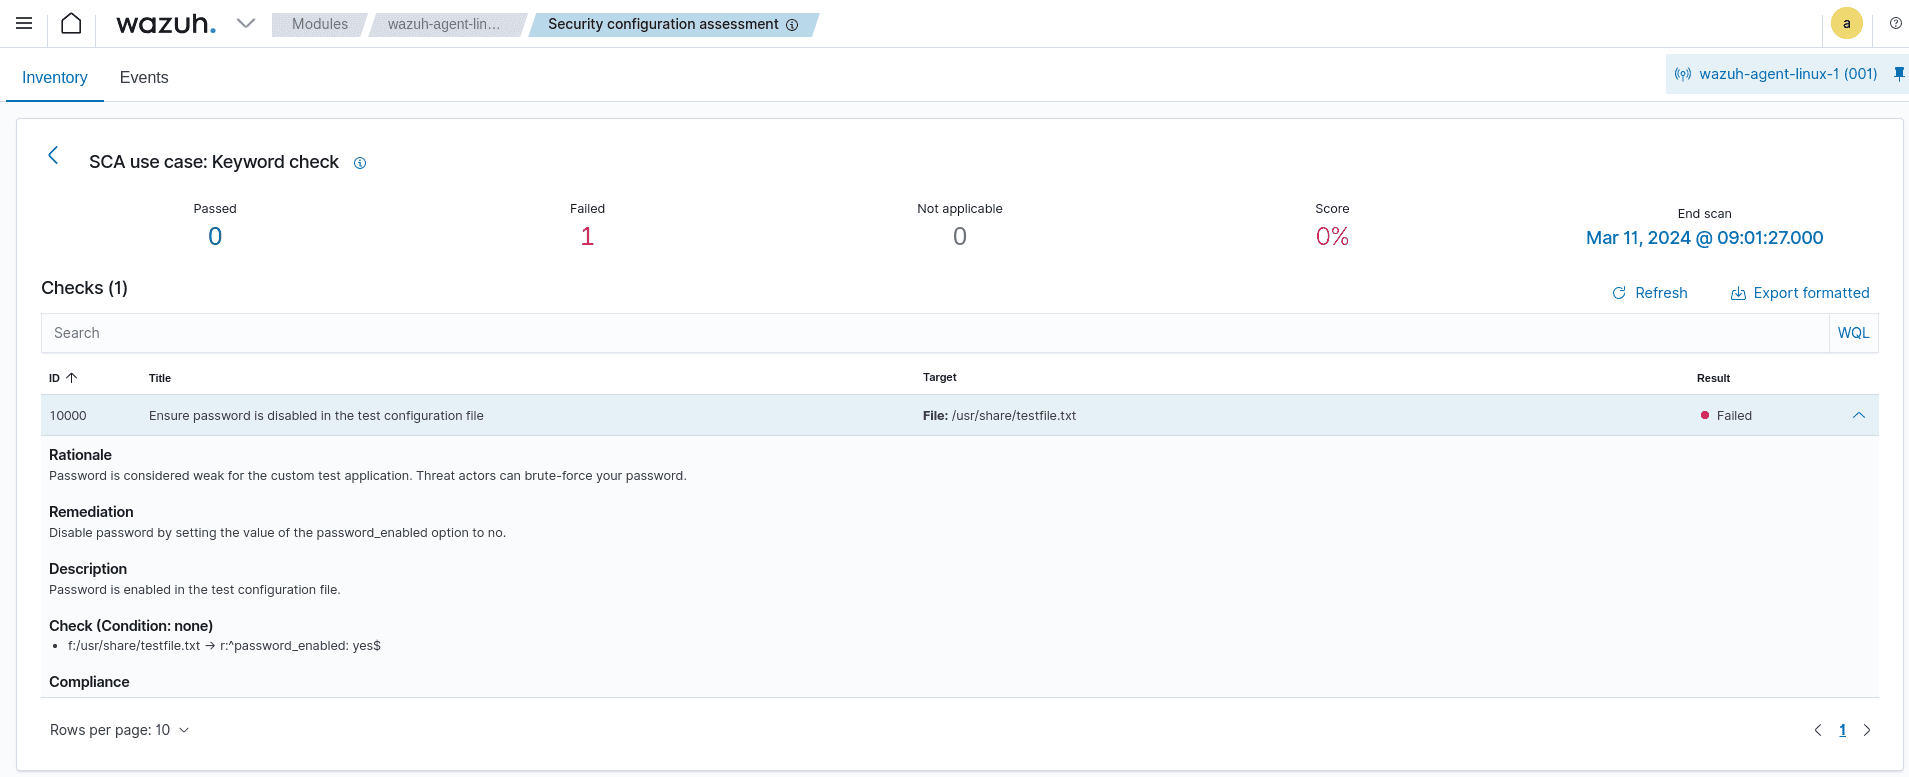 wazuh.
Modules
wazuh-agent-lin...
Security configuration assessment
a
Inventory
Events
wazuh-agent-linux-1 (001)
SCA use case: Keyword check
Passed
0
Failed
1
Not applicable
0
Score
0%
End scan
Mar 11, 2024 @ 09:01:27.000
Checks (1)
Refresh
Export formatted
Search
WQL
ID
Title
Target
Result
10000
Ensure password is disabled in the test configuration file
File: /usr/share/testfile.txt
Failed
Rationale
Password is considered weak for the custom test application. Threat actors can brute-force your password.
Remediation
Disable password by setting the value of the password_enabled option to no.
Description
Password is enabled in the test configuration file.
Check (Condition: none)
• f:/usr/share/testfile.txt → r:^password_enabled: yes$
Compliance
Rows per page: 10
1